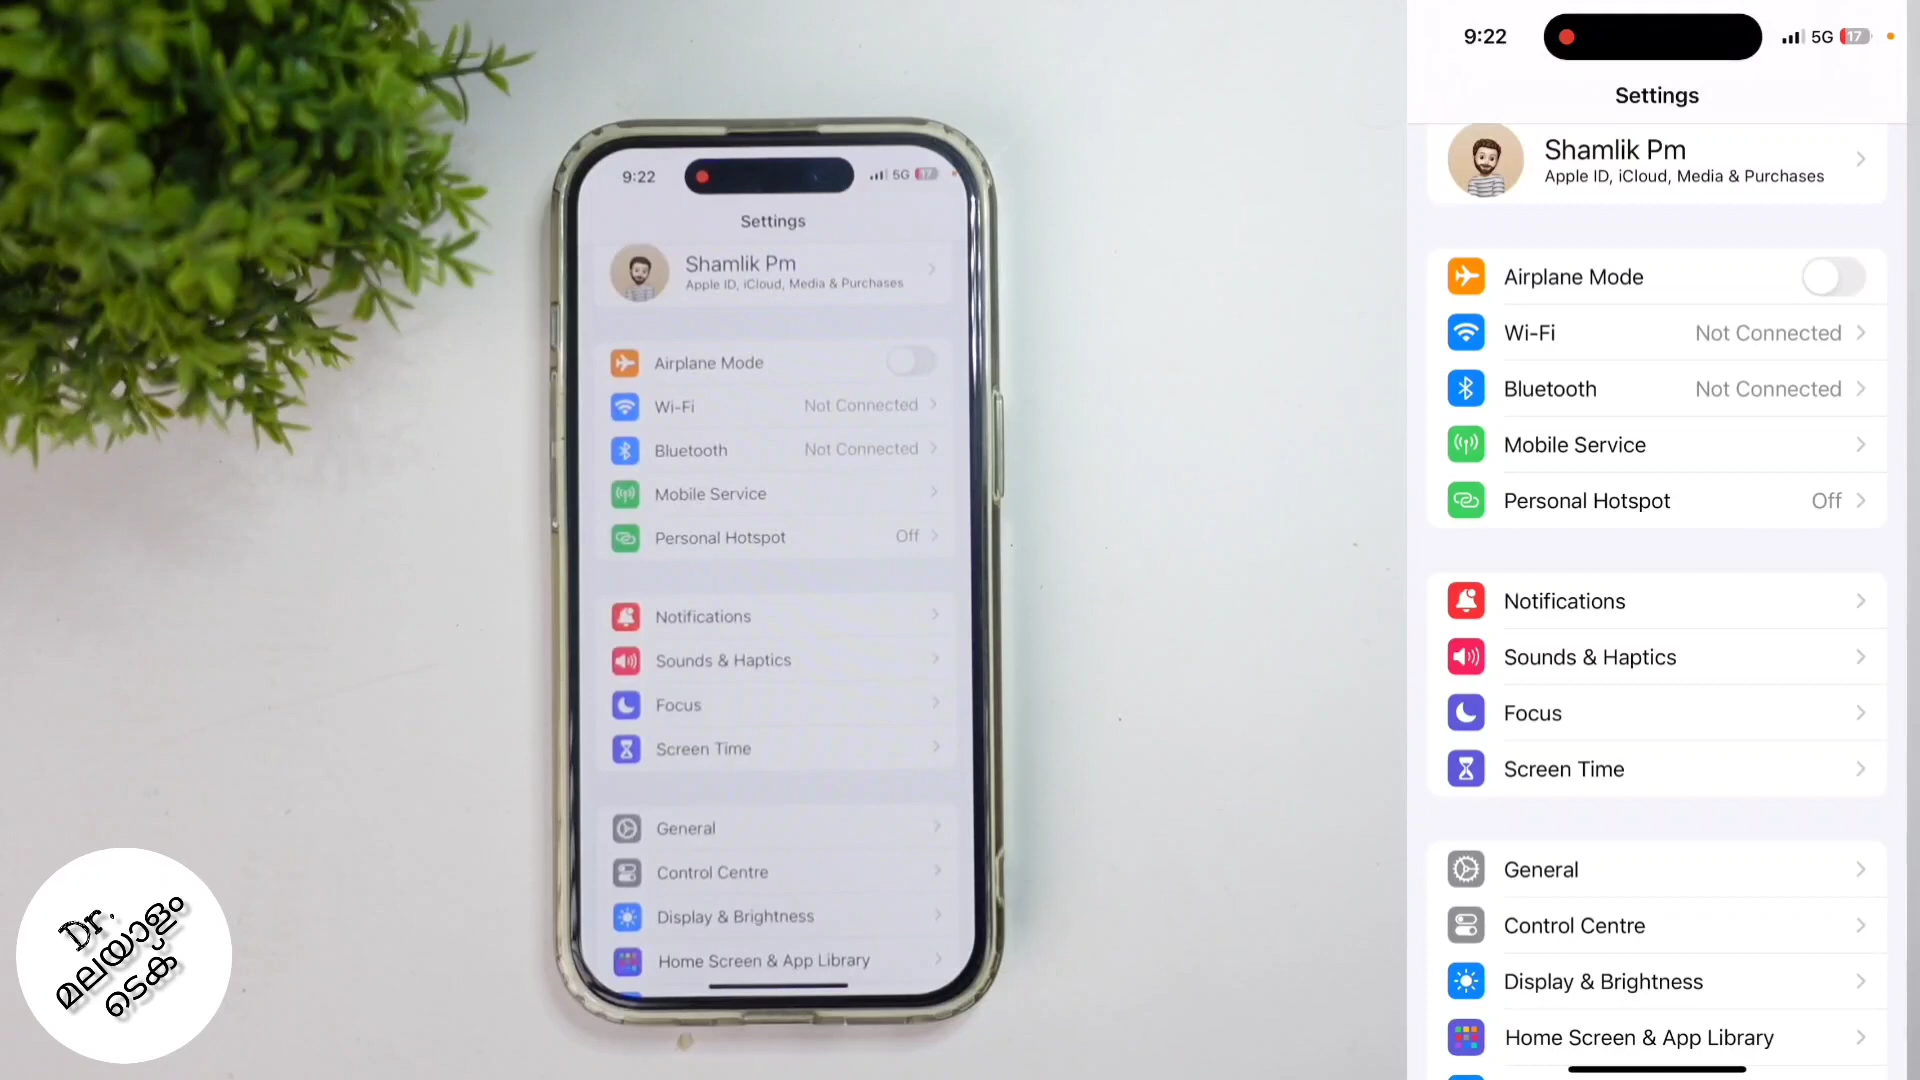 9:22
5G 17
Settings
Shamlik Pm
Apple ID, iCloud, Media & Purchases
Airplane Mode
Wi-Fi Not Connected
Bluetooth Not Connected
Mobile Service
Personal Hotspot Off
Notifications
Sounds & Haptics
Focus
Screen Time
General
Control Centre
Display & Brightness
Home Screen & App Library
Dr.
മലയാളം
ടെക്
9:22
5G 17
Settings
Shamlik Pm
Apple ID, iCloud, Media & Purchases
Airplane Mode
Wi-Fi Not Connected
Bluetooth Not Connected
Mobile Service
Personal Hotspot Off
Notifications
Sounds & Haptics
Focus
Screen Time
General
Control Centre
Display & Brightness
Home Screen & App Library